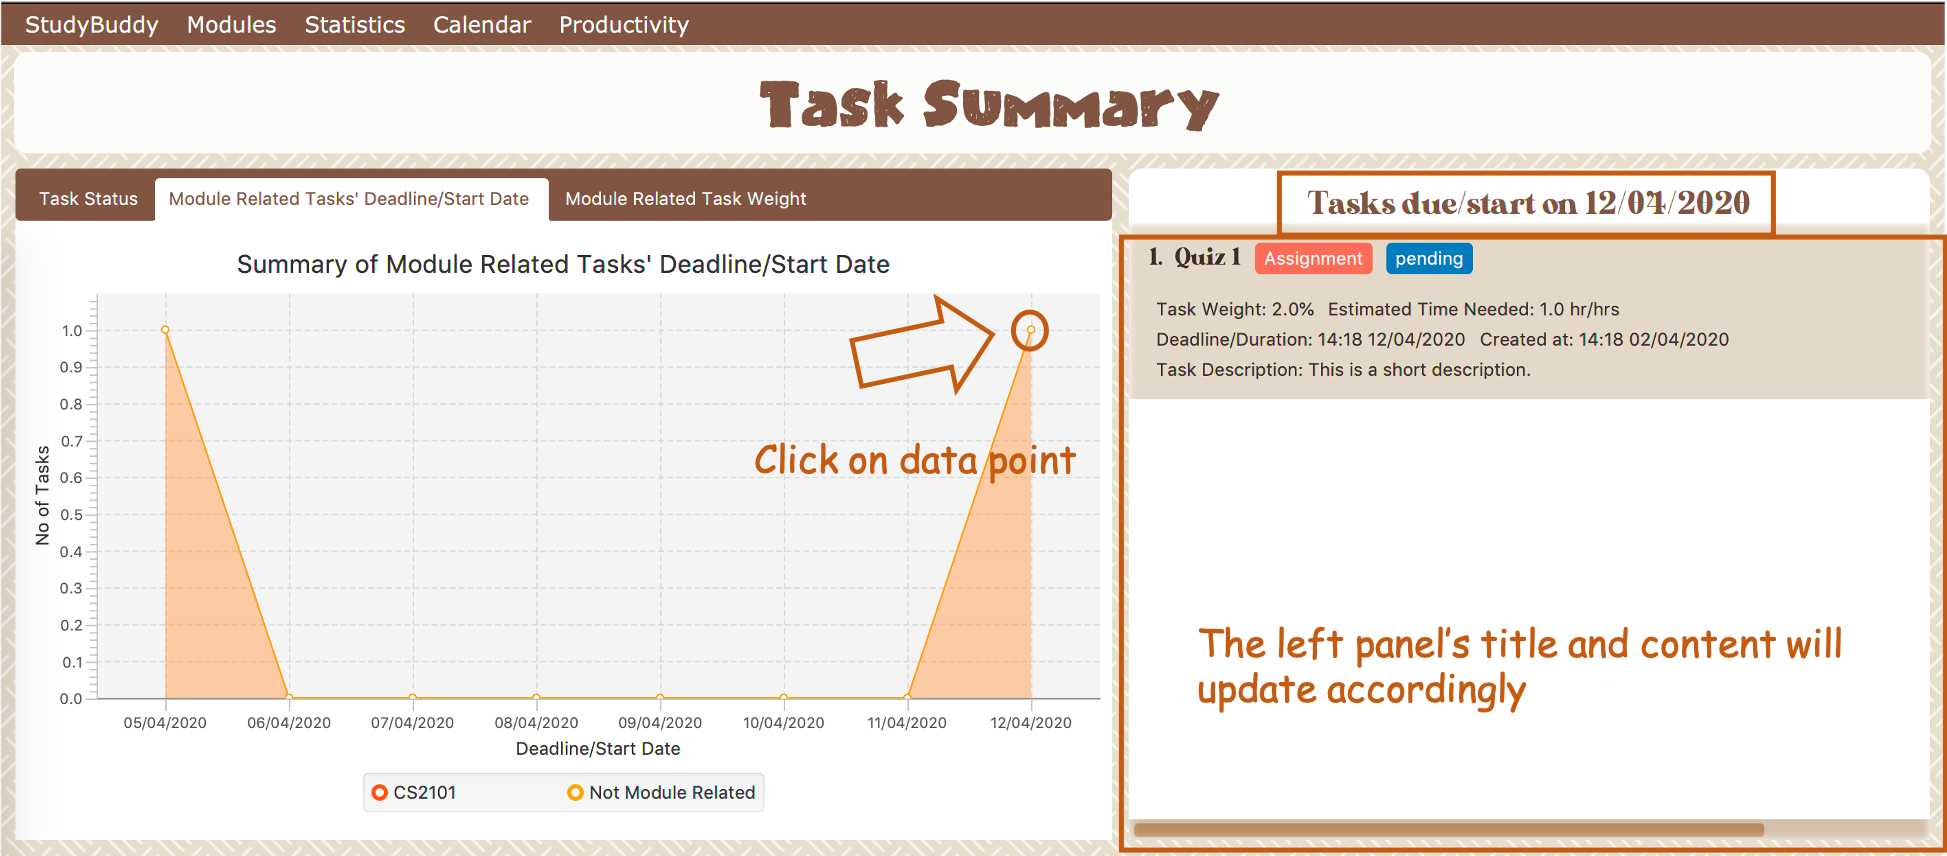 StudyBuddy Modules Statistics Calendar Productivity
Task Summary
Task Status Module Related Tasks' Deadline/Start Date Module Related Task Weight
Summary of Module Related Tasks' Deadline/Start Date
No of Tasks
1.0
0.9
0.8
0.7
0.6
0.5
0.4
0.3
0.2
0.1
0.0
05/04/2020 06/04/2020 07/04/2020 08/04/2020 09/04/2020 10/04/2020 11/04/2020 12/04/2020
Deadline/Start Date
CS2101 Not Module Related
Click on data point
Tasks due/start on 12/04/2020
1. Quiz 1 Assignment pending
Task Weight: 2.0% Estimated Time Needed: 1.0 hr/hrs
Deadline/Duration: 14:18 12/04/2020 Created at: 14:18 02/04/2020
Task Description: This is a short description.
The left panel's title and content will
update accordingly